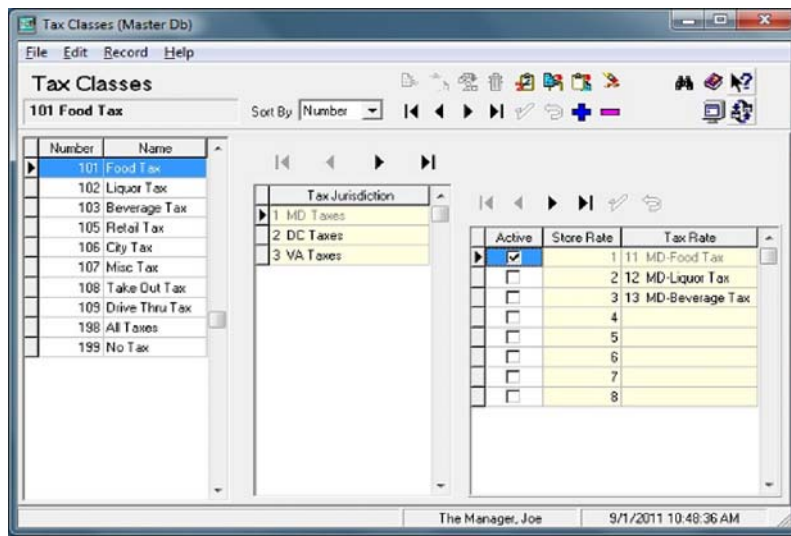 Tax Classes (Master Db)
File Edit Record Help
Tax Classes
101 Food Tax
Sort By Number
Number Name
101 Food Tax
102 Liquor Tax
103 Beverage Tax
105 Retail Tax
106 City Tax
107 Misc Tax
108 Take Out Tax
109 Drive Thru Tax
198 All Taxes
199 No Tax
Tax Jurisdiction
1 MD Taxes
2 DC Taxes
3 VA Taxes
Active Store Rate Tax Rate
1 11 MD-Food Tax
2 12 MD-Liquor Tax
3 13 MD-Beverage Tax
4
5
6
7
8
The Manager, Joe 9/1/2011 10:48:36 AM